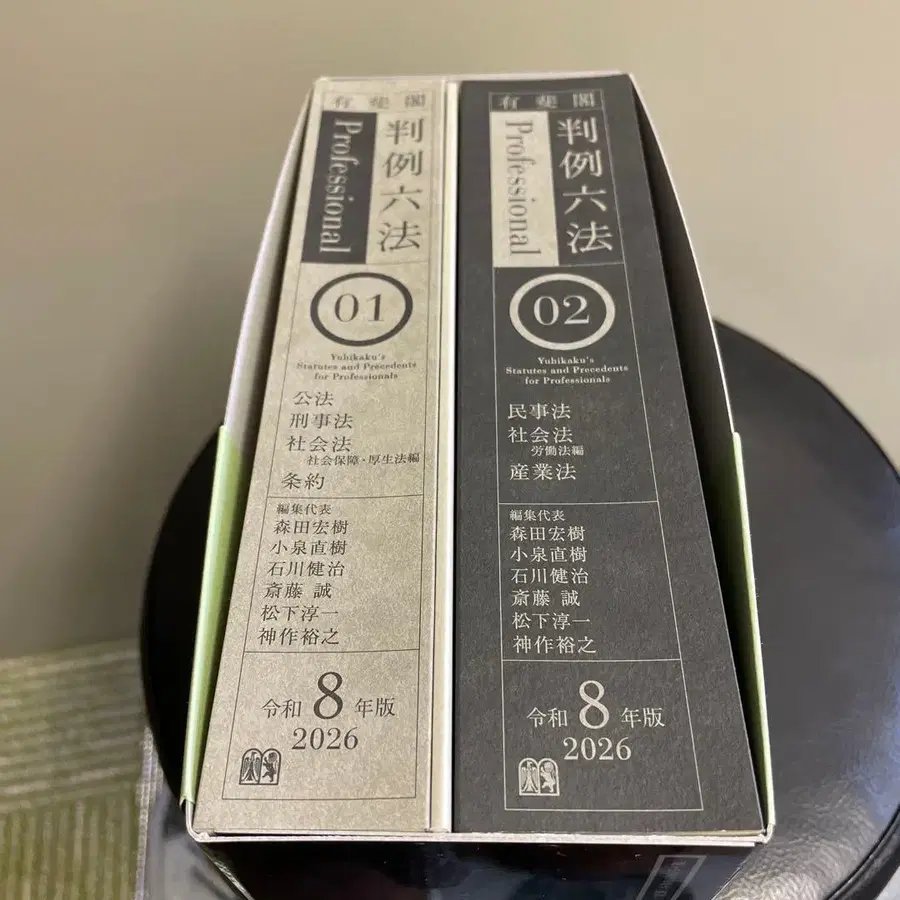 有斐閣
判例六法
Professional
01
Yuhikaku's
Statutes and Precedents
for Professionals
公法
刑事法
社会法
社会保障・厚生法編
条約
編集代表
森田宏樹
小泉直樹
石川健治
斎藤 誠
松下淳一
神作裕之
令和8年版
2026
有斐閣
判例六法
Professional
02
Yuhikaku's
Statutes and Precedents
for Professionals
民事法
社会法
労働法編
産業法
編集代表
森田宏樹
小泉直樹
石川健治
斎藤 誠
松下淳一
神作裕之
令和8年版
2026